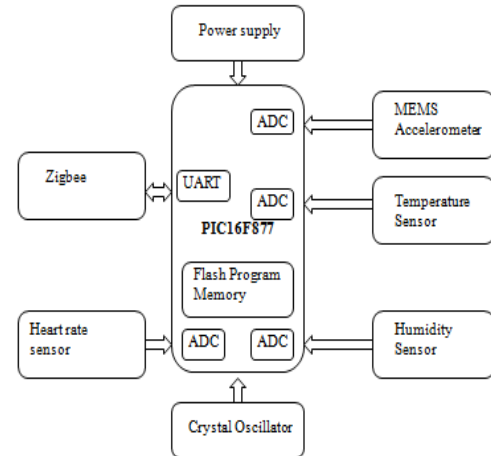 Power supply
ADC
MEMS
Accelerometer
Zigbee
UART
ADC
Temperature
Sensor
PIC16F877
Flash Program
Memory
Heart rate
sensor
ADC
ADC
Humidity
Sensor
Crystal Oscillator